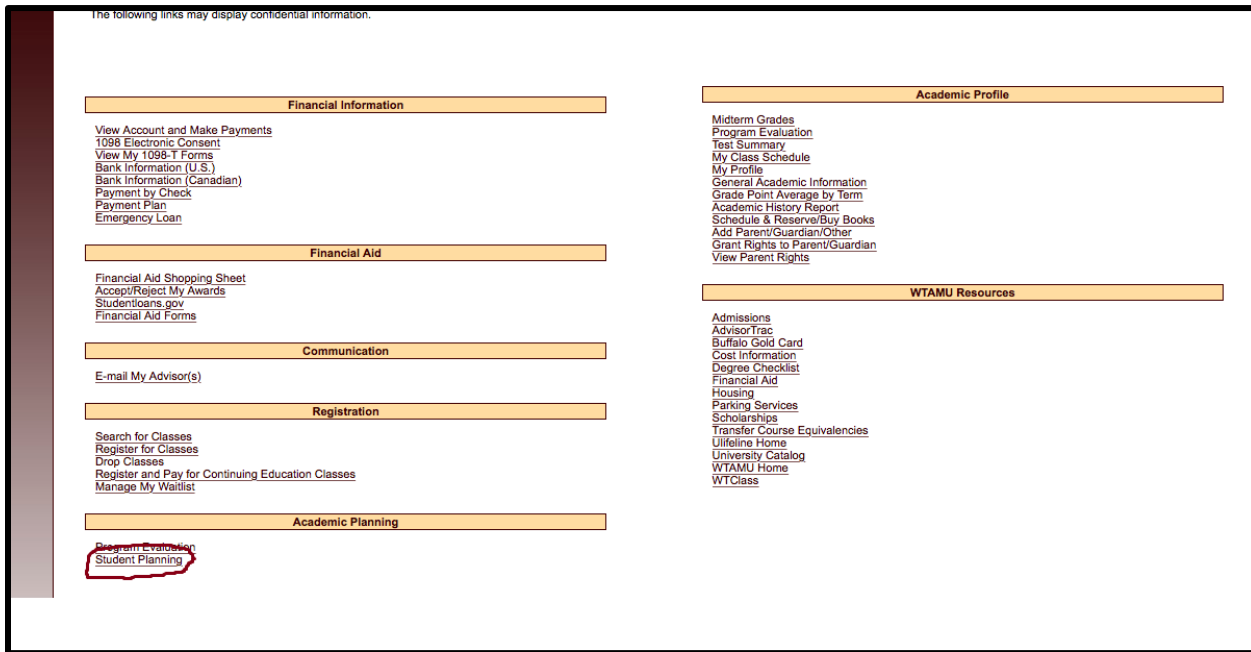 The following links may display confidential information.
Financial Information
View Account and Make Payments
1098 Electronic Consent
View My 1098-T Forms
Bank Information (U.S.)
Bank Information (Canadian)
Payment by Check
Payment Plan
Emergency Loan
Financial Aid
Financial Aid Shopping Sheet
Accept/Reject My Awards
Studentloans.gov
Financial Aid Forms
Communication
E-mail My Advisor(s)
Registration
Search for Classes
Register for Classes
Drop Classes
Register and Pay for Continuing Education Classes
Manage My Waitlist
Academic Planning
Program Evaluation
Student Planning
Academic Profile
Midterm Grades
Program Evaluation
Test Summary
My Class Schedule
My Profile
General Academic Information
Grade Point Average by Term
Academic History Report
Schedule & Reserve/Buy Books
Add Parent/Guardian/Other
Grant Rights to Parent/Guardian
View Parent Rights
WTAMU Resources
Admissions
AdvisorTrac
Buffalo Gold Card
Cost Information
Degree Checklist
Financial Aid
Housing
Parking Services
Scholarships
Transfer Course Equivalencies
Ulifeline Home
University Catalog
WTAMU Home
WTClass